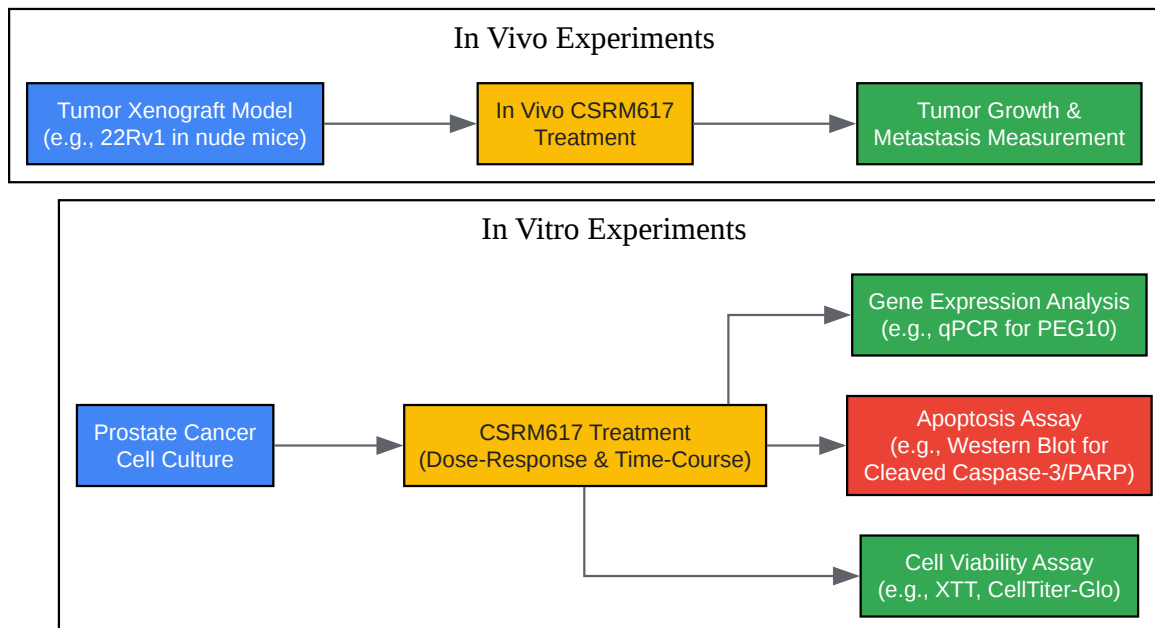 In Vivo Experiments
Tumor Xenograft Model
(e.g., 22Rv1 in nude mice)
In Vivo CSRM617
Treatment
Tumor Growth &
Metastasis Measurement
In Vitro Experiments
Gene Expression Analysis
(e.g., qPCR for PEG10)
Prostate Cancer
Cell Culture
CSRM617 Treatment
(Dose-Response & Time-Course)
Apoptosis Assay
(e.g., Western Blot for
Cleaved Caspase-3/PARP)
Cell Viability Assay
(e.g., XTT, CellTiter-Glo)